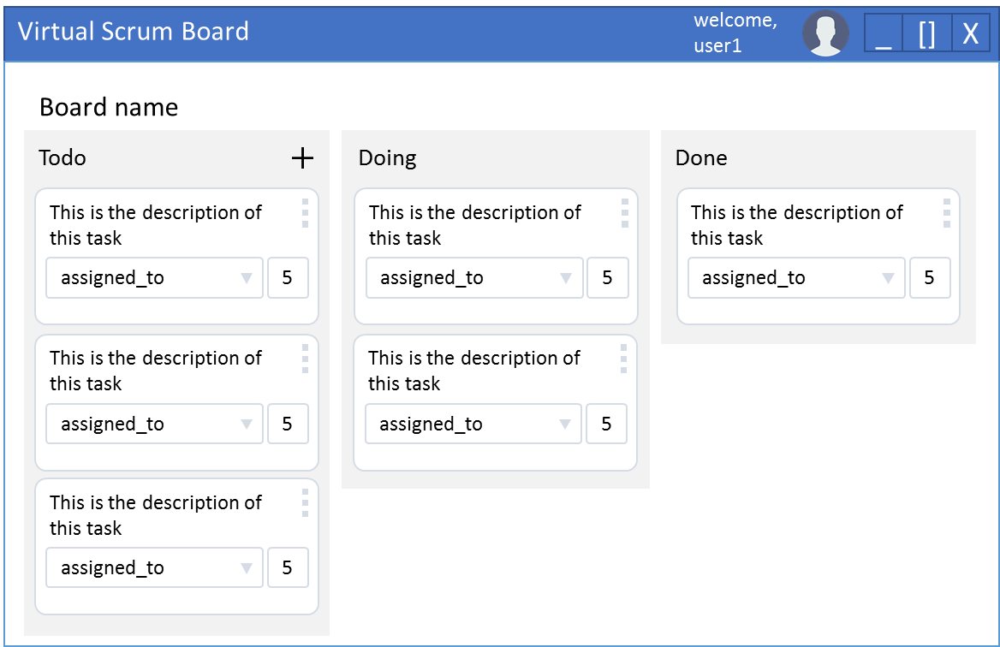 Virtual Scrum Board
welcome,
user1
_ [] X
Board name
Todo +
This is the description of
this task
assigned_to 5
This is the description of
this task
assigned_to 5
This is the description of
this task
assigned_to 5
Doing
This is the description of
this task
assigned_to 5
This is the description of
this task
assigned_to 5
Done
This is the description of
this task
assigned_to 5